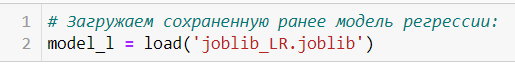 1 # Загружаем сохраненную ранее модель регрессии:
2 model_l = load('joblib_LR.joblib')